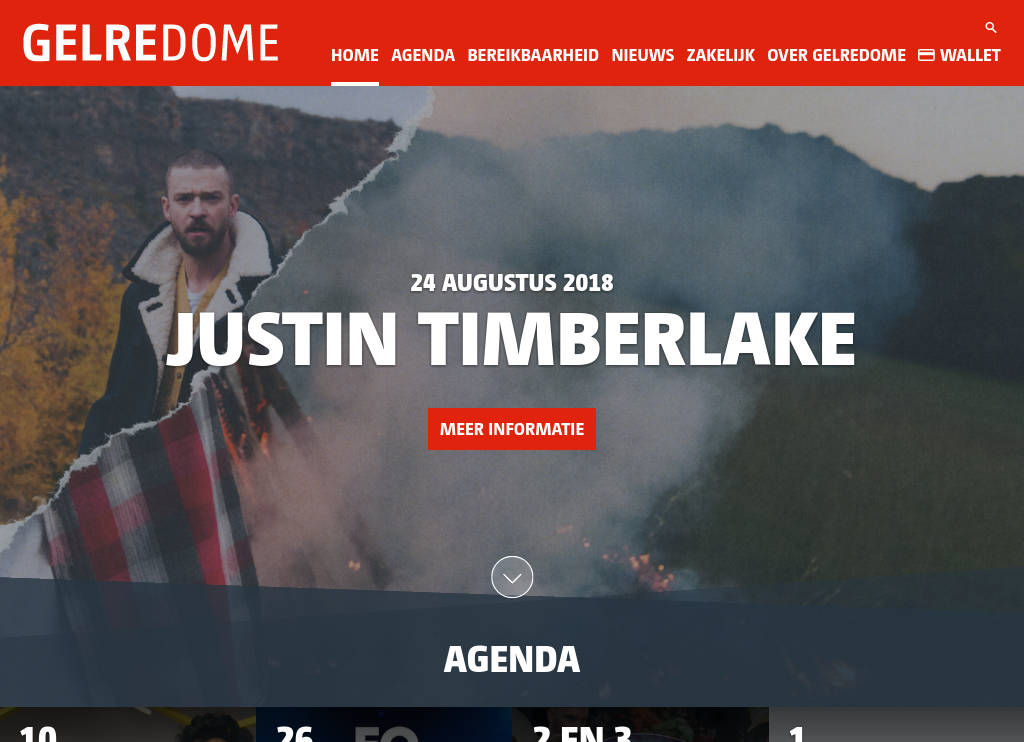 GELREDOME
HOME AGENDA BEREIKBAARHEID NIEUWS ZAKELIJK OVER GELREDOME WALLET
24 AUGUSTUS 2018
JUSTIN TIMBERLAKE
MEER INFORMATIE
AGENDA
10 26 2 EN 3 1